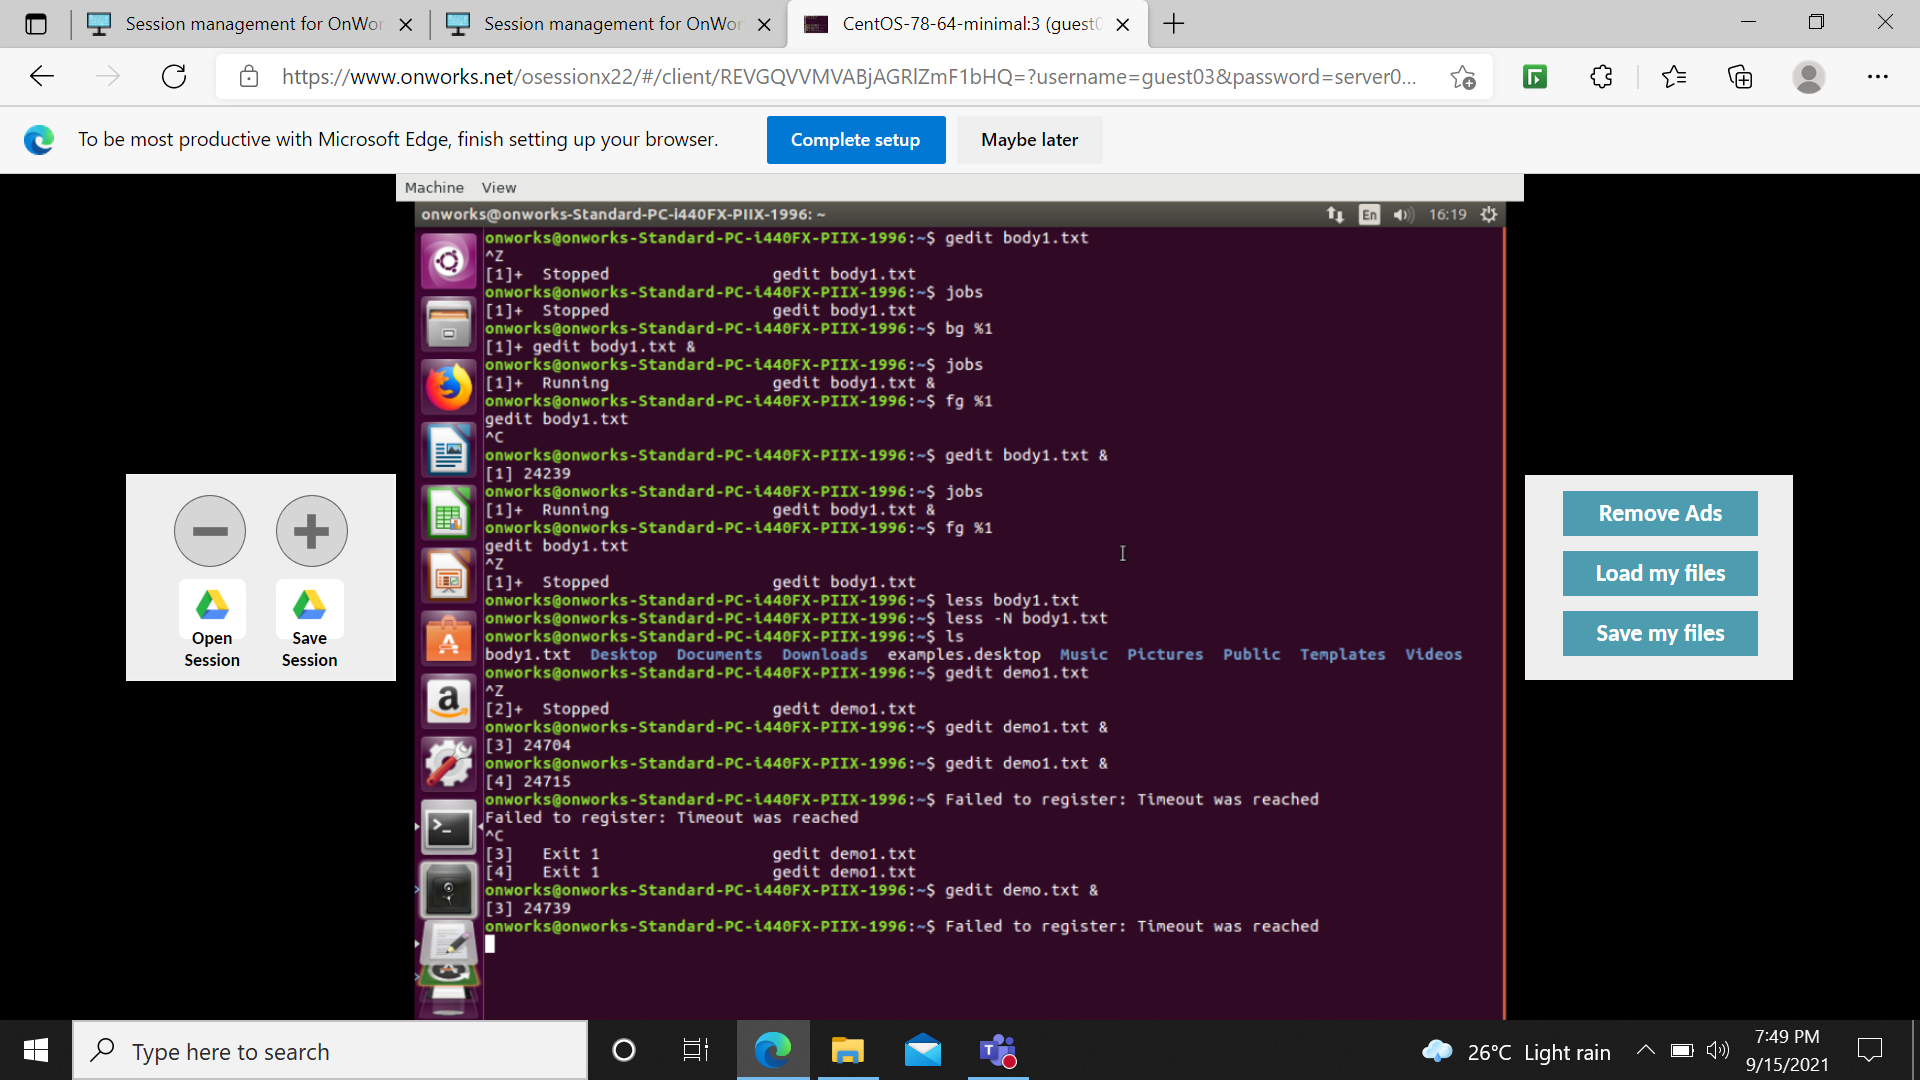 Session management for OnWor
Session management for OnWor
CentOS-78-64-minimal:3 (guest0
https://www.onworks.net/osessionx22/#/client/REVGQVVMVABjAGRlZmF1bHQ=?username=guest03&password=server0...
To be most productive with Microsoft Edge, finish setting up your browser.
Complete setup
Maybe later
Machine View
onworks@onworks-Standard-PC-i440FX-PIIX-1996: ~
En
16:19
onworks@onworks-Standard-PC-i440FX-PIIX-1996:~$ gedit body1.txt
^Z
[1]+  Stopped                 gedit body1.txt
onworks@onworks-Standard-PC-i440FX-PIIX-1996:~$ jobs
[1]+  Stopped                 gedit body1.txt
onworks@onworks-Standard-PC-i440FX-PIIX-1996:~$ bg %1
[1]+ gedit body1.txt &
onworks@onworks-Standard-PC-i440FX-PIIX-1996:~$ jobs
[1]+  Running                 gedit body1.txt &
onworks@onworks-Standard-PC-i440FX-PIIX-1996:~$ fg %1
gedit body1.txt
^C
onworks@onworks-Standard-PC-i440FX-PIIX-1996:~$ gedit body1.txt &
[1] 24239
onworks@onworks-Standard-PC-i440FX-PIIX-1996:~$ jobs
[1]+  Running                 gedit body1.txt &
onworks@onworks-Standard-PC-i440FX-PIIX-1996:~$ fg %1
gedit body1.txt
^Z
[1]+  Stopped                 gedit body1.txt
onworks@onworks-Standard-PC-i440FX-PIIX-1996:~$ less body1.txt
onworks@onworks-Standard-PC-i440FX-PIIX-1996:~$ less -N body1.txt
onworks@onworks-Standard-PC-i440FX-PIIX-1996:~$ ls
body1.txt  Desktop  Documents  Downloads  examples.desktop  Music  Pictures  Public  Templates  Videos
onworks@onworks-Standard-PC-i440FX-PIIX-1996:~$ gedit demo1.txt
^Z
[2]+  Stopped                 gedit demo1.txt
onworks@onworks-Standard-PC-i440FX-PIIX-1996:~$ gedit demo1.txt &
[3] 24704
onworks@onworks-Standard-PC-i440FX-PIIX-1996:~$ gedit demo1.txt &
[4] 24715
onworks@onworks-Standard-PC-i440FX-PIIX-1996:~$ Failed to register: Timeout was reached
Failed to register: Timeout was reached
^C
[3]   Exit 1                  gedit demo1.txt
[4]   Exit 1                  gedit demo1.txt
onworks@onworks-Standard-PC-i440FX-PIIX-1996:~$ gedit demo.txt &
[3] 24739
onworks@onworks-Standard-PC-i440FX-PIIX-1996:~$ Failed to register: Timeout was reached
Open Session
Save Session
Remove Ads
Load my files
Save my files
Type here to search
26°C Light rain
7:49 PM
9/15/2021